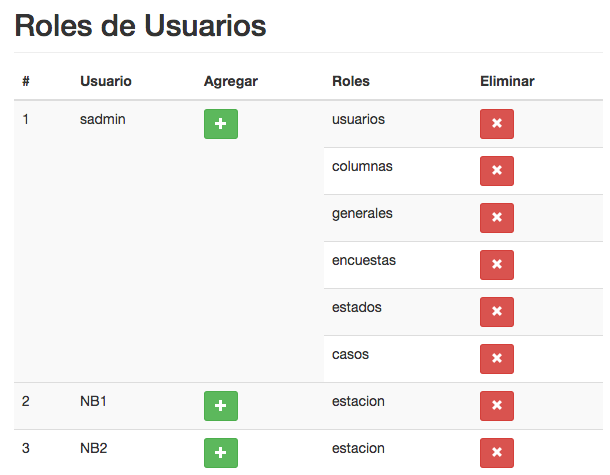 Roles de Usuarios
# Usuario Agregar Roles Eliminar
1 sadmin usuarios
columnas
generales
encuestas
estados
casos
2 NB1 estacion
3 NB2 estacion